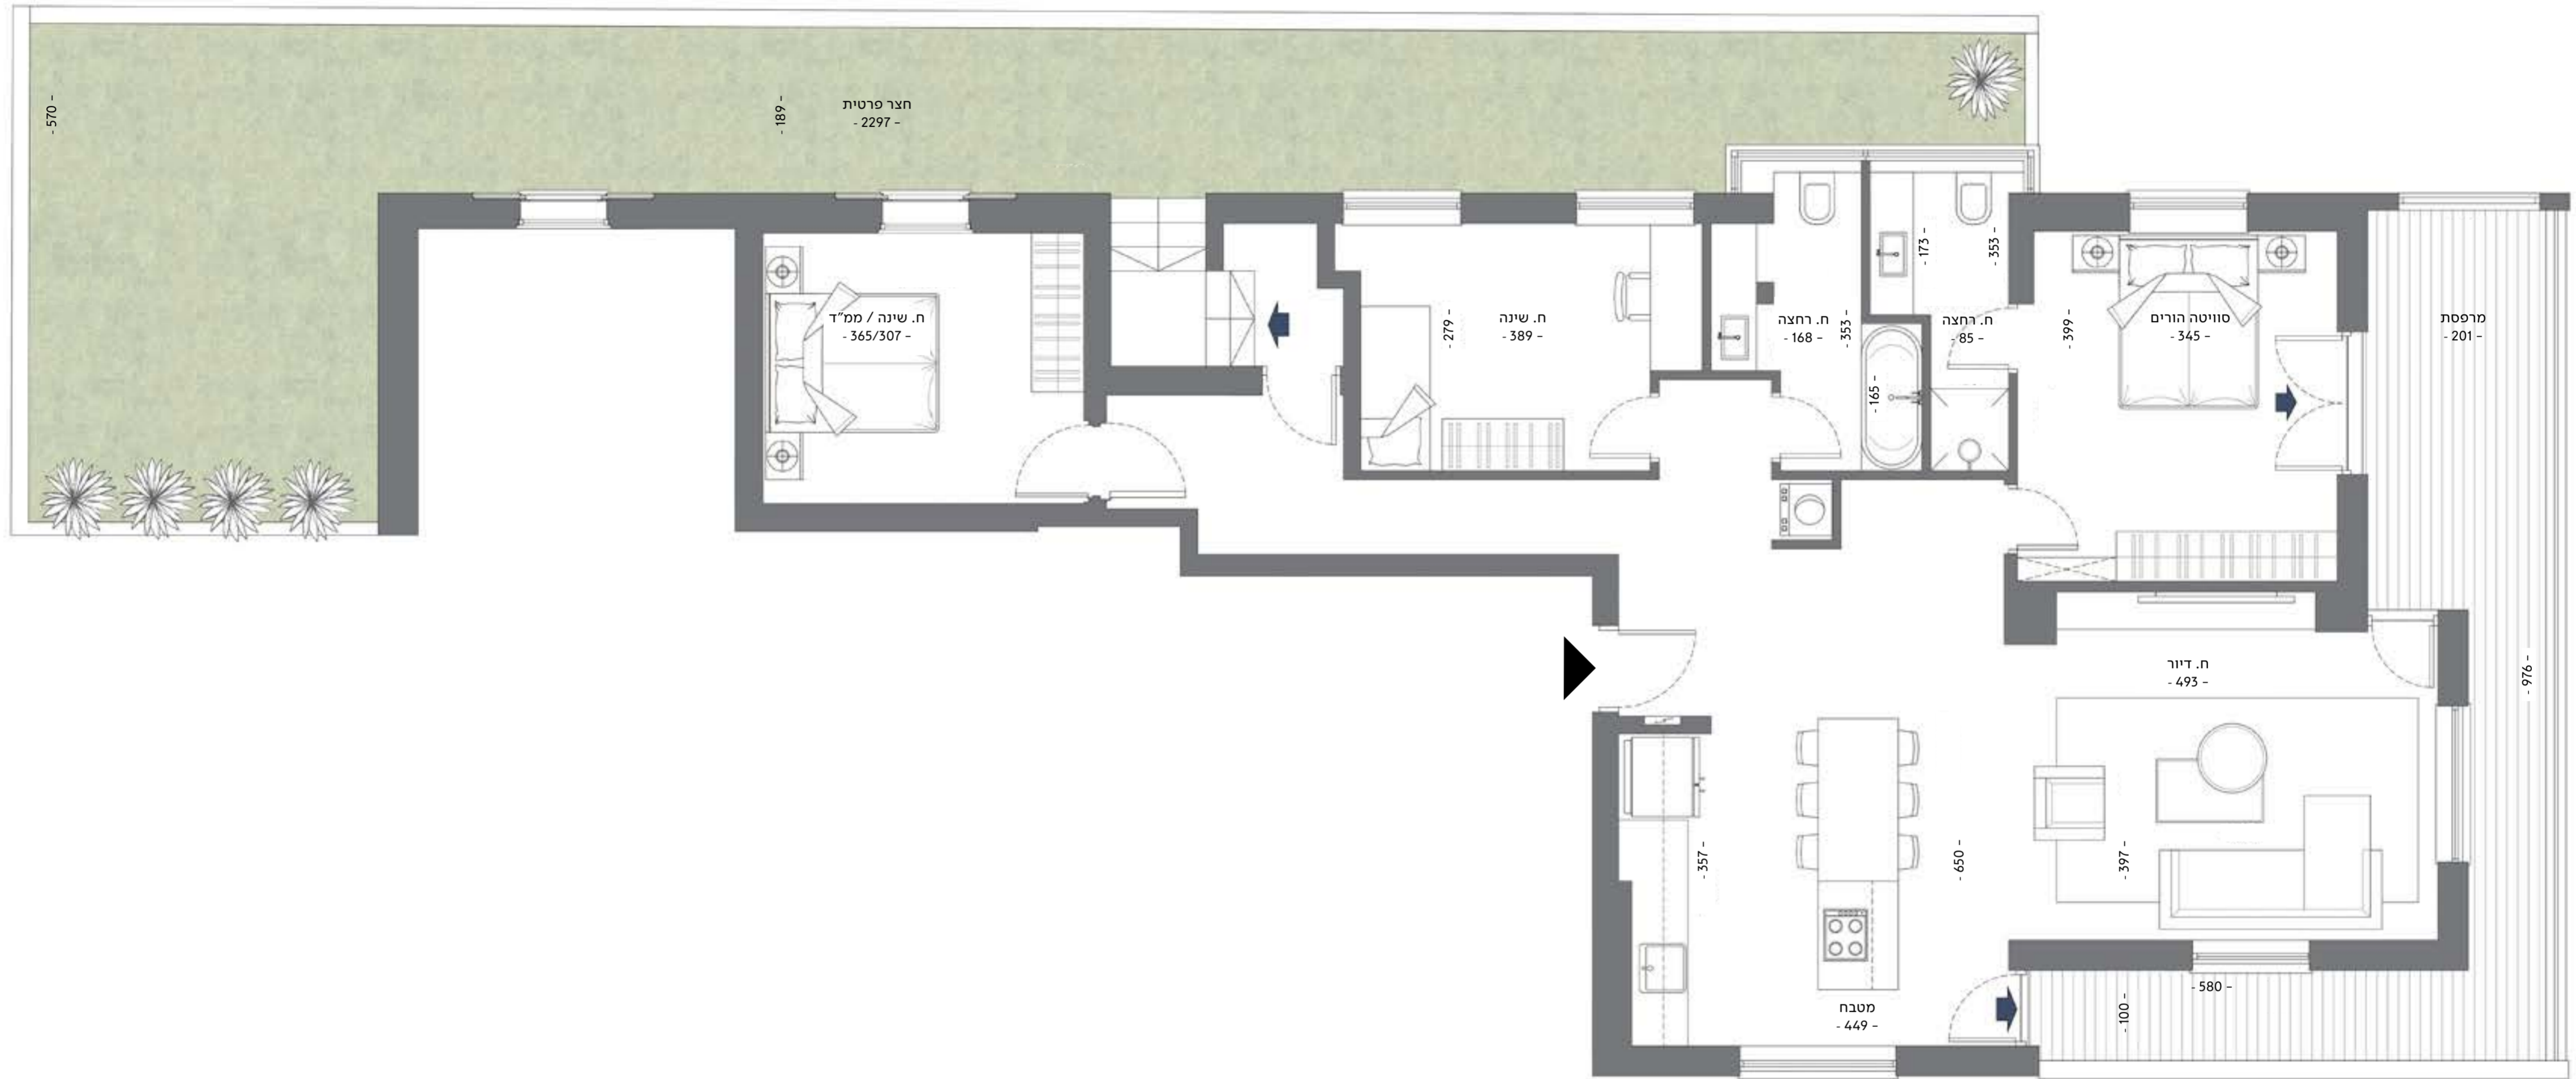 חצר פרטית
- 2297 -
- 570 -
- 189 -
ח. שינה / ממ"ד
- 365/307 -
ח. שינה
- 389 -
- 279 -
ח. רחצה
- 168 -
- 353 -
- 165 -
ח. רחצה
- 85 -
- 173 -
- 353 -
סוויטה הורים
- 345 -
- 399 -
מרפסת
- 201 -
- 976 -
ח. דיור
- 493 -
- 397 -
- 650 -
- 357 -
מטבח
- 449 -
- 580 -
- 100 -